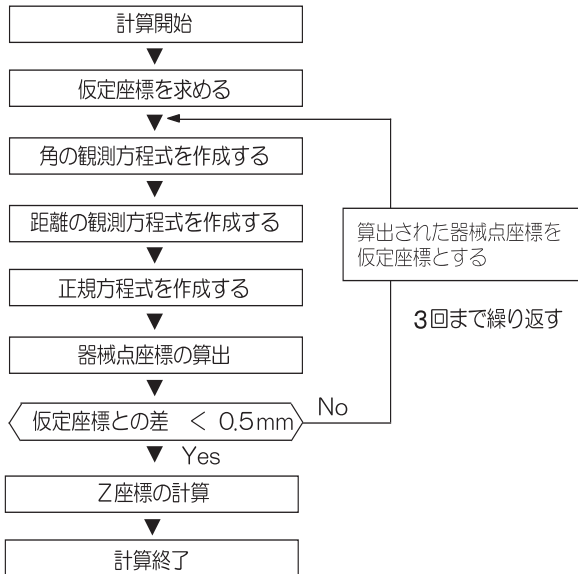 計算開始
仮定座標を求める
角の観測方程式を作成する
距離の観測方程式を作成する
正規方程式を作成する
器械点座標の算出
仮定座標との差 < 0.5mm
No
Yes
算出された器械点座標を
仮定座標とする
3回まで繰り返す
Z座標の計算
計算終了